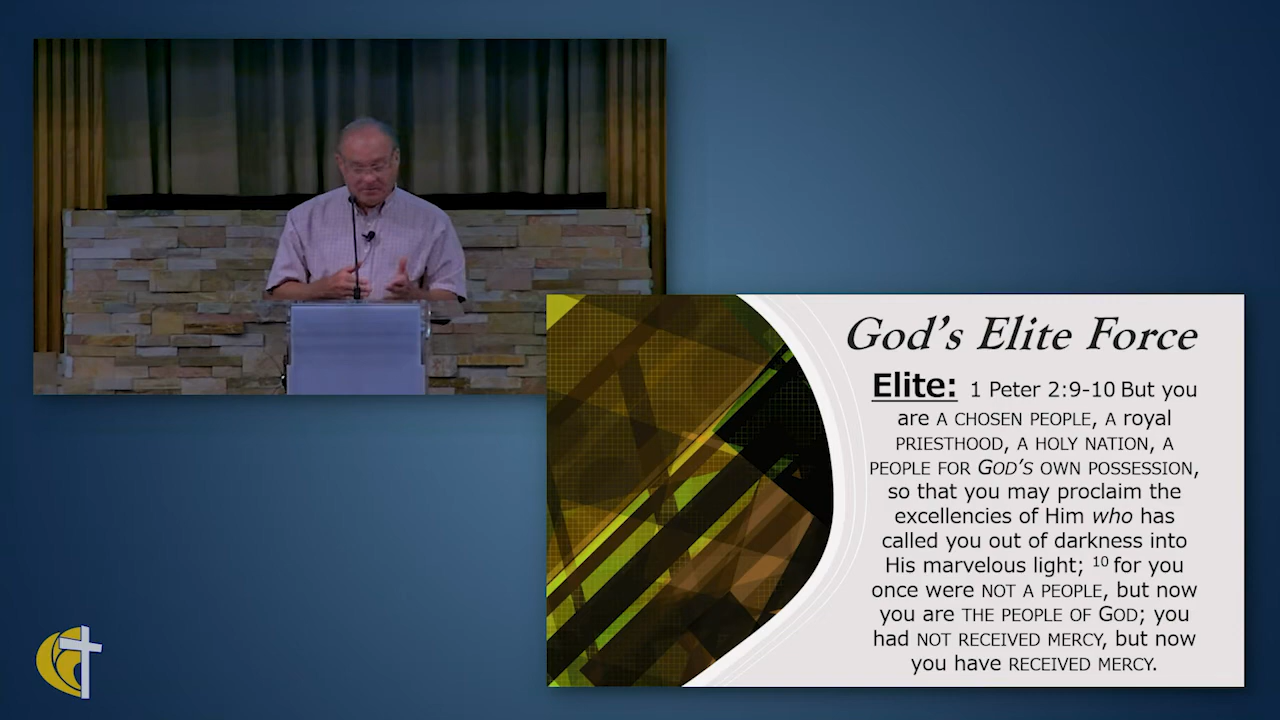 God's Elite Force
Elite: 1 Peter 2:9-10 But you
are A CHOSEN PEOPLE, A royal
PRIESTHOOD, A HOLY NATION, A
PEOPLE FOR GOD'S OWN POSSESSION,
so that you may proclaim the
excellencies of Him who has
called you out of darkness into
His marvelous light; 10 for you
once were NOT A PEOPLE, but now
you are THE PEOPLE OF GOD; you
had NOT RECEIVED MERCY, but now
you have RECEIVED MERCY.